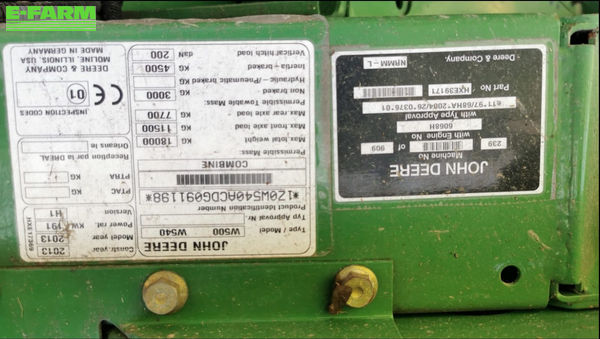 E-FARM
JOHN DEERE
Type / Model
W500
W540
Typ Approval Nr.
Product Identification Number
*1Z0W540ACDG091198*
COMBINE
Permissible Mass:
Max total weight
18000 KG
Max front axle load
11500 KG
Max rear axle load
7700 KG
Permissible Towable Mass:
Non braked
3000 KG
Hydraulic-/Pneumatic braked
KG
Inertia - braked
4500 KG
Vertical hitch load
200 daN
Constr.year
2013
Model year
2013
Power rat. KW
191
Version
H1
HXE17369
PTAC
KG
PTRA
KG
Reception par la DREAL
Orleans le
INSPECTION CODES
CE 01
DEERE & COMPANY
MOLINE, ILLINOIS, USA
MADE IN GERMANY
JOHN DEERE
Machine No
239 of 909
with Engine No
6068H
with Type Approval
e11*97/68HA*2004/26*0376*01
Part No
HXE39171
NRMM - L
Deere & Company.